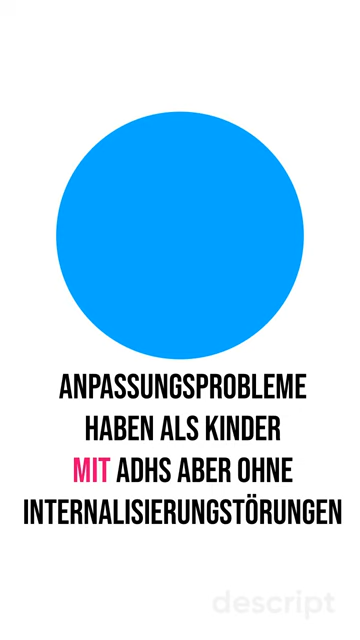 ANPASSUNGSPROBLEME
HABEN ALS KINDER
MIT ADHS ABER OHNE
INTERNALISIERUNGSTÖRUNGEN
descript